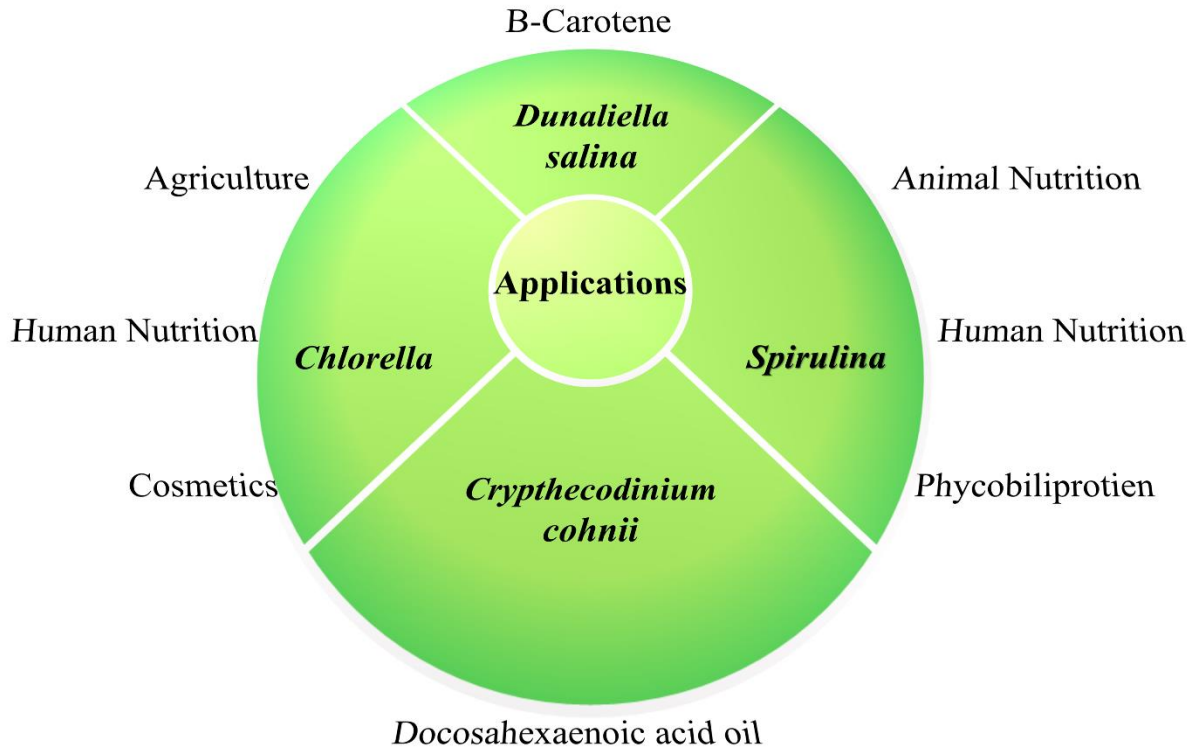 B-Carotene
Dunaliella
salina
Agriculture
Animal Nutrition
Applications
Human Nutrition
Human Nutrition
Chlorella
Spirulina
Cosmetics
Crypthecodinium
cohnii
Phycobiliprotien
Docosahexaenoic acid oil